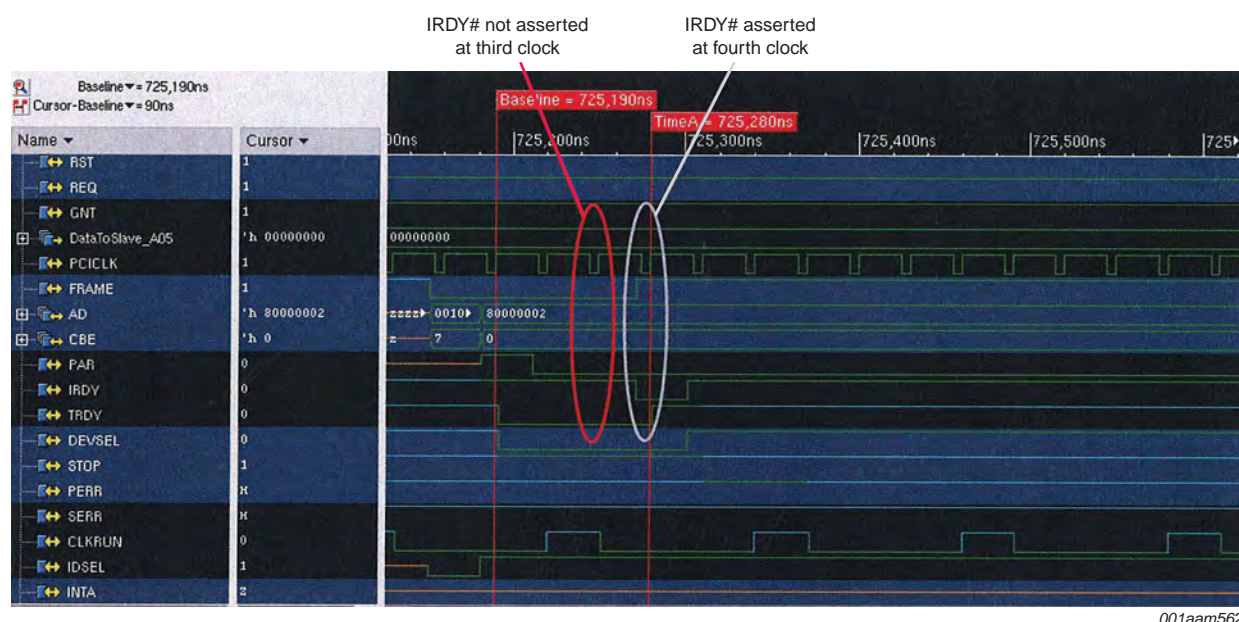 IRDY# not asserted
at third clock
IRDY# asserted
at fourth clock
Baseline▼= 725,190ns
Cursor-Baseline▼= 90ns
Baseline = 725,190ns
TimeA = 725,280ns
Name▼ Cursor▼ 00ns 725,200ns 725,300ns 725,400ns 725,500ns 725
RST 1
REQ 1
GNT 1
DataToSlave_A05 'h 00000000 00000000
PCICLK 1
FRAME 1
AD 'h 80000002 zzzz 0010 80000002
CBE 'h 0 z 7 0
PAR 0
IRDY 0
TRDY 0
DEVSEL 0
STOP 1
PERR H
SERR H
CLKRUN 0
IDSEL 1
INTA z
001aam562